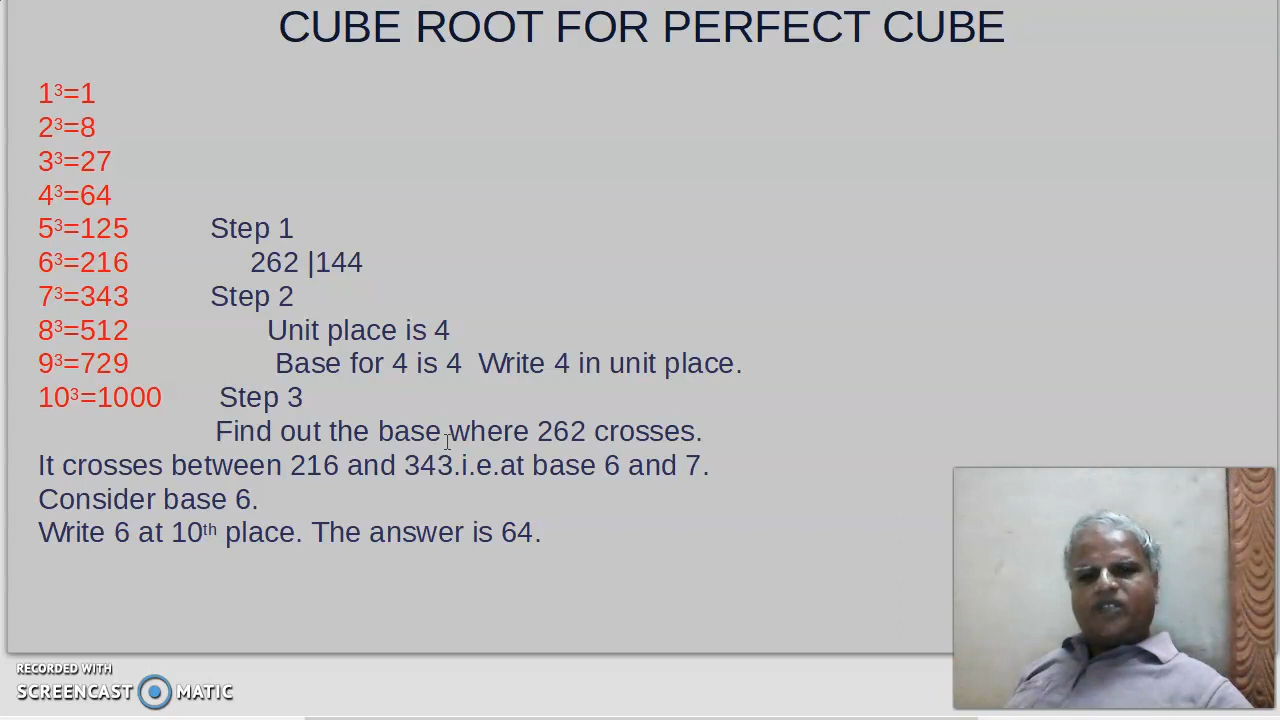 CUBE ROOT FOR PERFECT CUBE
1³=1
2³=8
3³=27
4³=64
5³=125 Step 1
6³=216 262 |144
7³=343 Step 2
8³=512 Unit place is 4
9³=729 Base for 4 is 4 Write 4 in unit place.
10³=1000 Step 3
Find out the base where 262 crosses.
It crosses between 216 and 343.i.e.at base 6 and 7.
Consider base 6.
Write 6 at 10th place. The answer is 64.
RECORDED WITH
SCREENCAST MATIC